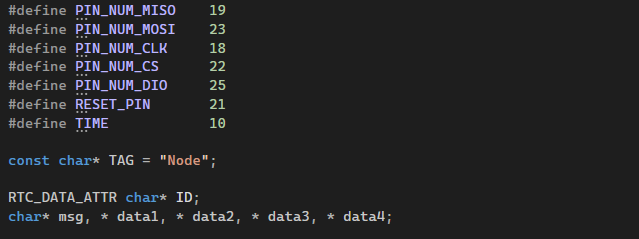 #define PIN_NUM_MISO    19
#define PIN_NUM_MOSI    23
#define PIN_NUM_CLK     18
#define PIN_NUM_CS      22
#define PIN_NUM_DIO     25
#define RESET_PIN       21
#define TIME            10
const char* TAG = "Node";
RTC_DATA_ATTR char* ID;
char* msg, * data1, * data2, * data3, * data4;